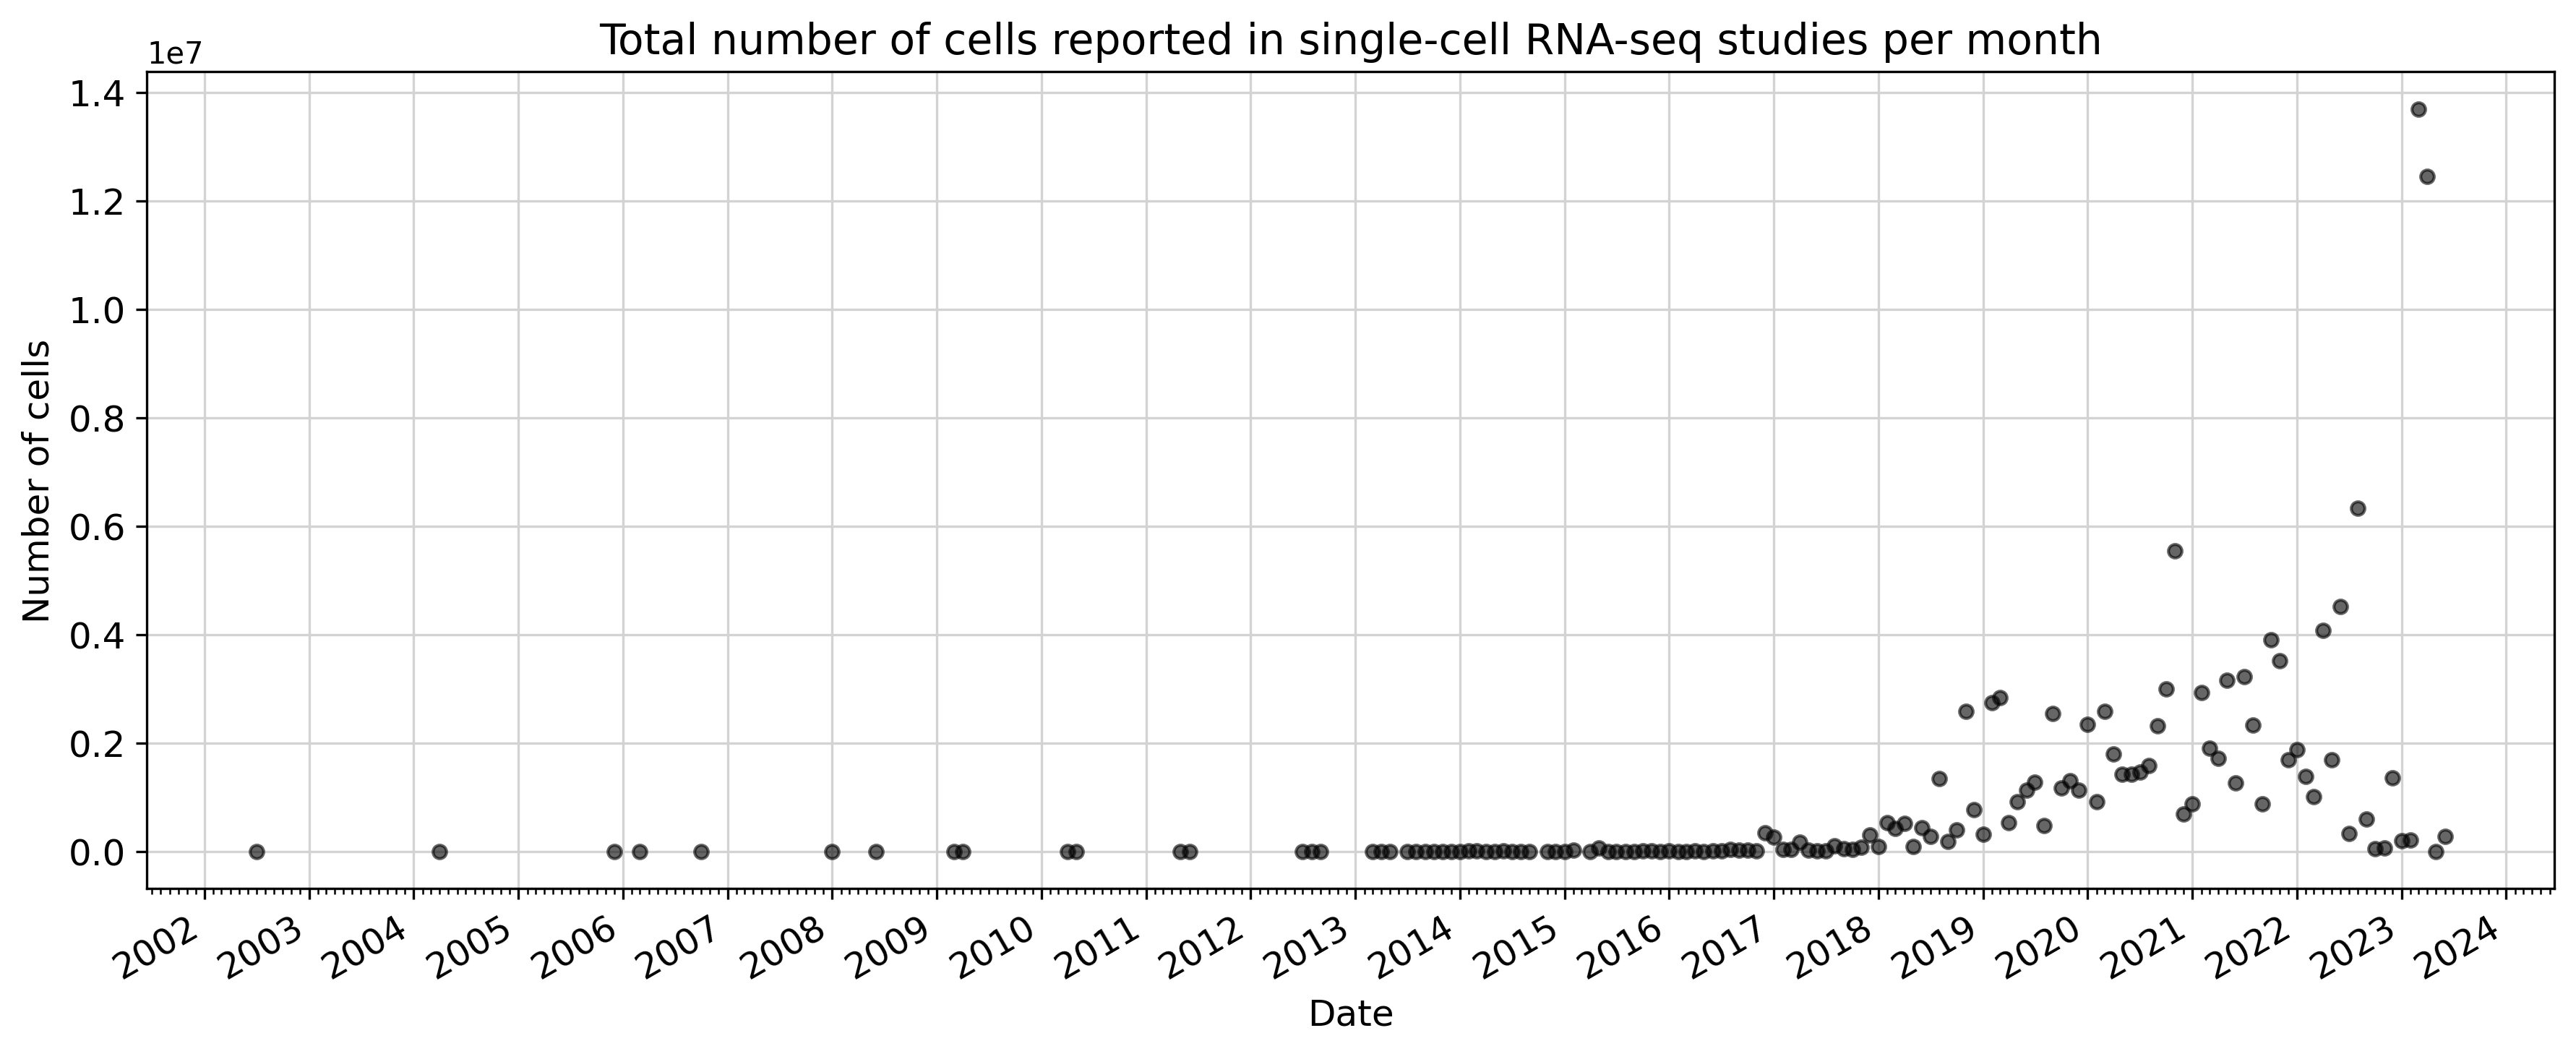 Total number of cells reported in single-cell RNA-seq studies per month
1e7
1.4
1.2
1.0
0.8
0.6
0.4
0.2
0.0
Number of cells
2002 2003 2004 2005 2006 2007 2008 2009 2010 2011 2012 2013 2014 2015 2016 2017 2018 2019 2020 2021 2022 2023 2024
Date